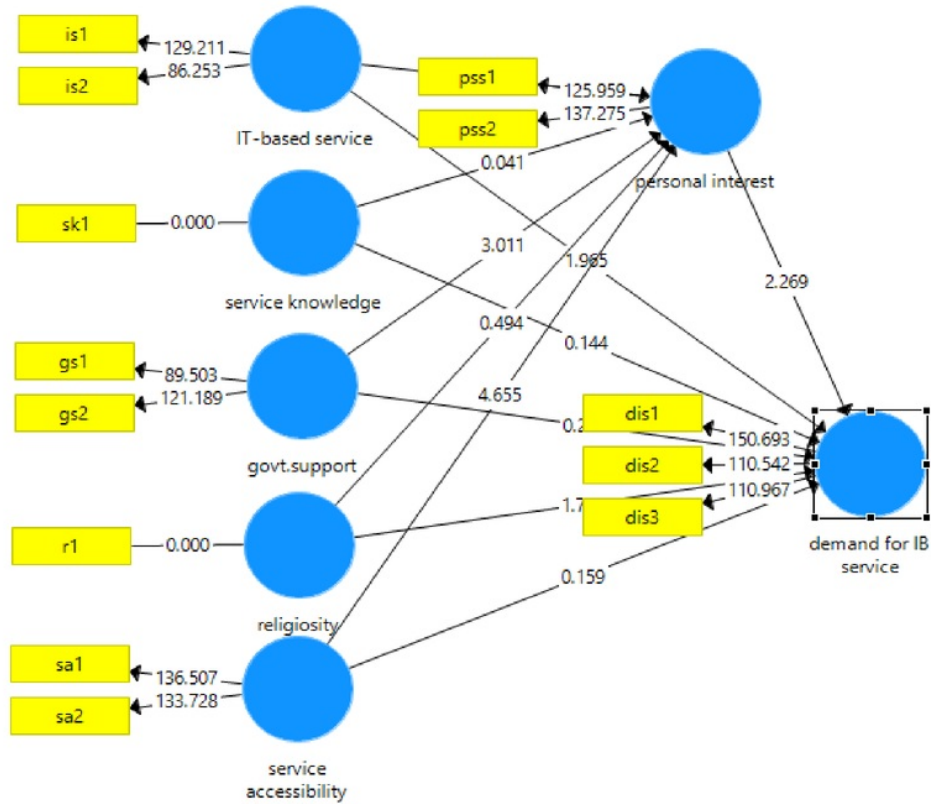 is1
129.211
is2
86.253
IT-based service
pss1
125.959
pss2
137.275
personal interest
0.041
sk1
0.000
service knowledge
3.011
1.965
2.269
0.494
0.144
gs1
89.503
gs2
121.189
govt.support
4.655
dis1
150.693
dis2
110.542
dis3
110.967
demand for IB
service
r1
0.000
religiosity
0.159
sa1
136.507
sa2
133.728
service
accessibility